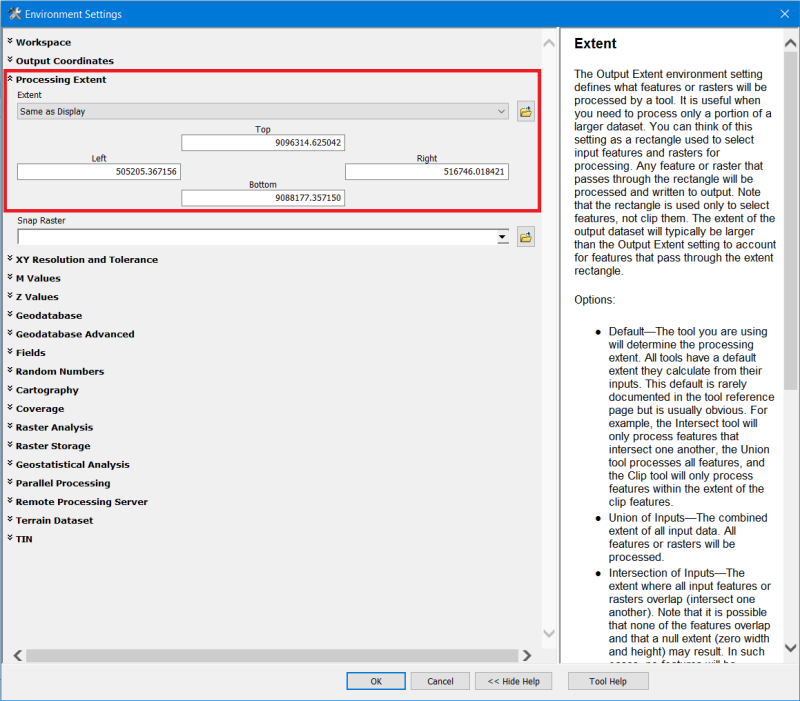 Environment Settings
Workspace
Output Coordinates
Processing Extent
Extent
Same as Display
Top
9096314.625042
Left
Right
505205.367156
516746.018421
Bottom
9088177.357150
Snap Raster
XY Resolution and Tolerance
M Values
Z Values
Geodatabase
Geodatabase Advanced
Fields
Random Numbers
Cartography
Coverage
Raster Analysis
Raster Storage
Geostatistical Analysis
Parallel Processing
Remote Processing Server
Terrain Dataset
TIN
OK
Cancel
<< Hide Help
Tool Help
Extent
The Output Extent environment setting
defines what features or rasters will be
processed by a tool. It is useful when
you need to process only a portion of a
larger dataset. You can think of this
setting as a rectangle used to select
input features and rasters for
processing. Any feature or raster that
passes through the rectangle will be
processed and written to output. Note
that the rectangle is used only to select
features, not clip them. The extent of the
output dataset will typically be larger
than the Output Extent setting to account
for features that pass through the extent
rectangle.
Options:
● Default—The tool you are using
will determine the processing
extent. All tools have a default
extent they calculate from their
inputs. This default is rarely
documented in the tool reference
page but is usually obvious. For
example, the Intersect tool will
only process features that
intersect one another, the Union
tool processes all features, and
the Clip tool will only process
features within the extent of the
clip features.
● Union of Inputs—The combined
extent of all input data. All
features or rasters will be
processed.
● Intersection of Inputs—The
extent where all input features or
rasters overlap (intersect one
another). Note that it is possible
that none of the features overlap
and that a null extent (zero width
and height) may result. In such